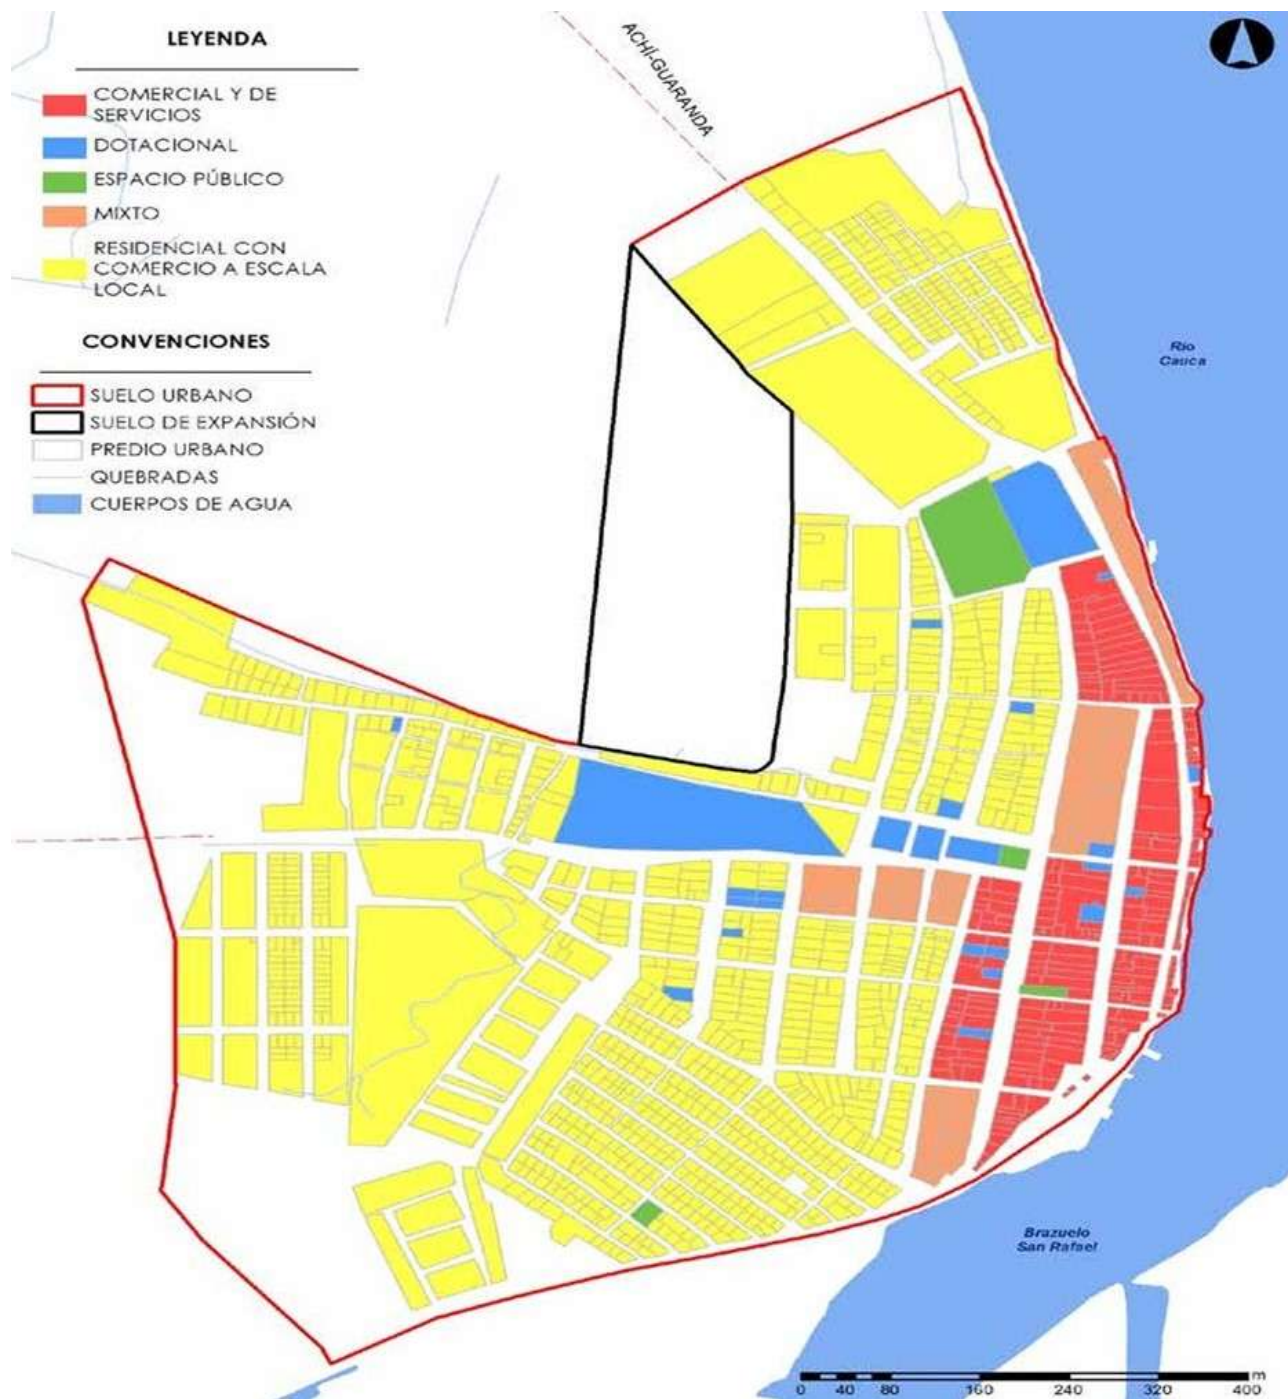 LEYENDA
COMERCIAL Y DE
SERVICIOS
DOTACIONAL
ESPACIO PÚBLICO
MIXTO
RESIDENCIAL CON
COMERCIO A ESCALA
LOCAL
CONVENCIONES
SUELO URBANO
SUELO DE EXPANSIÓN
PREDIO URBANO
QUEBRADAS
CUERPOS DE AGUA
ACHÍ-GUARANDA
Río
Cauca
Brazuelo
San Rafael
m
0 40 80 160 240 320 400